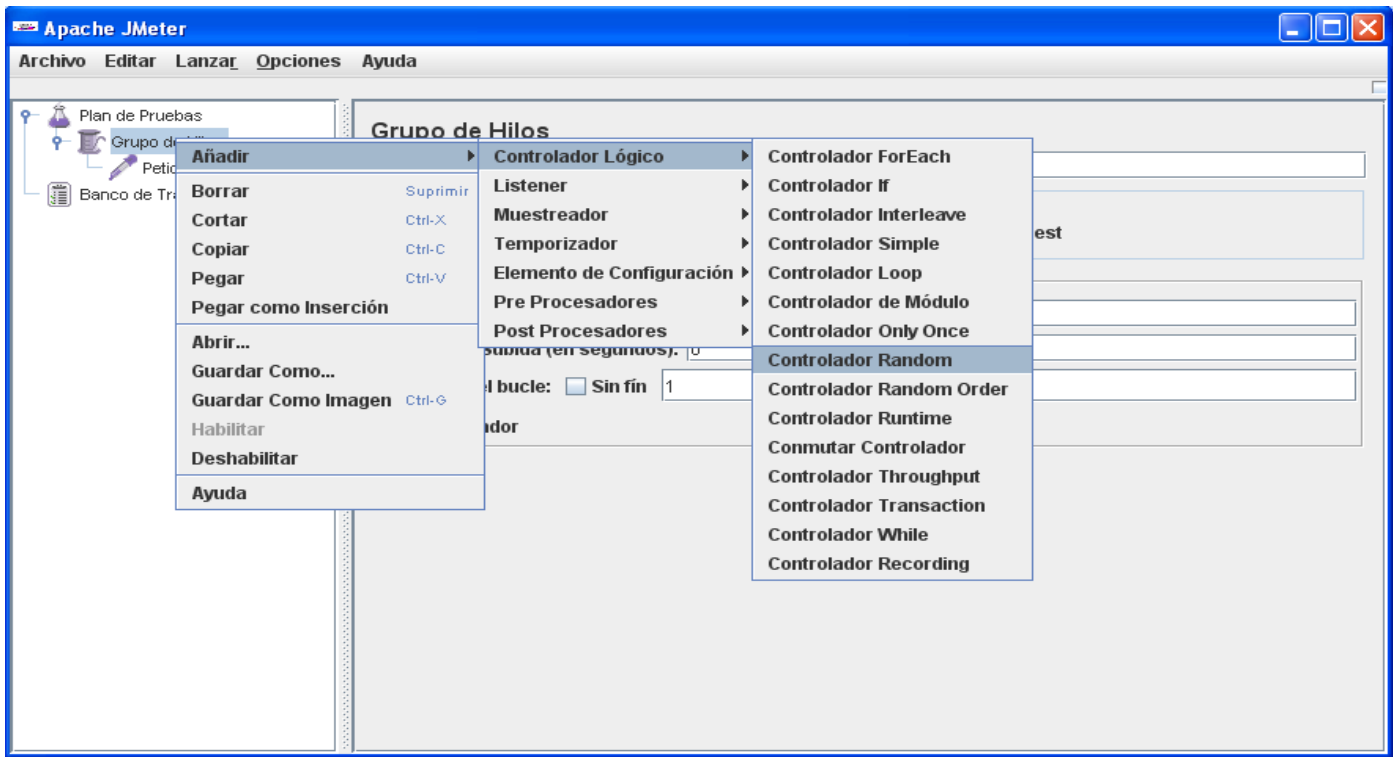 Apache JMeter
Archivo Editar Lanzar Opciones Ayuda
Plan de Pruebas
Grupo de
Banco de
Grupo de Hilos
Añadir
Borrar Suprimir
Cortar Ctrl-X
Copiar Ctrl-C
Pegar Ctrl-V
Pegar como Inserción
Abrir...
Guardar Como...
Guardar Como Imagen Ctrl-G
Habilitar
Deshabilitar
Ayuda
Controlador Lógico
Listener
Muestreador
Temporizador
Elemento de Configuración
Pre Procesadores
Post Procesadores
Controlador ForEach
Controlador If
Controlador Interleave
Controlador Simple
Controlador Loop
Controlador de Módulo
Controlador Only Once
Controlador Random
Controlador Random Order
Controlador Runtime
Conmutar Controlador
Controlador Throughput
Controlador Transaction
Controlador While
Controlador Recording
est
Subida (en segundos):
el bucle: Sin fín 1
ador